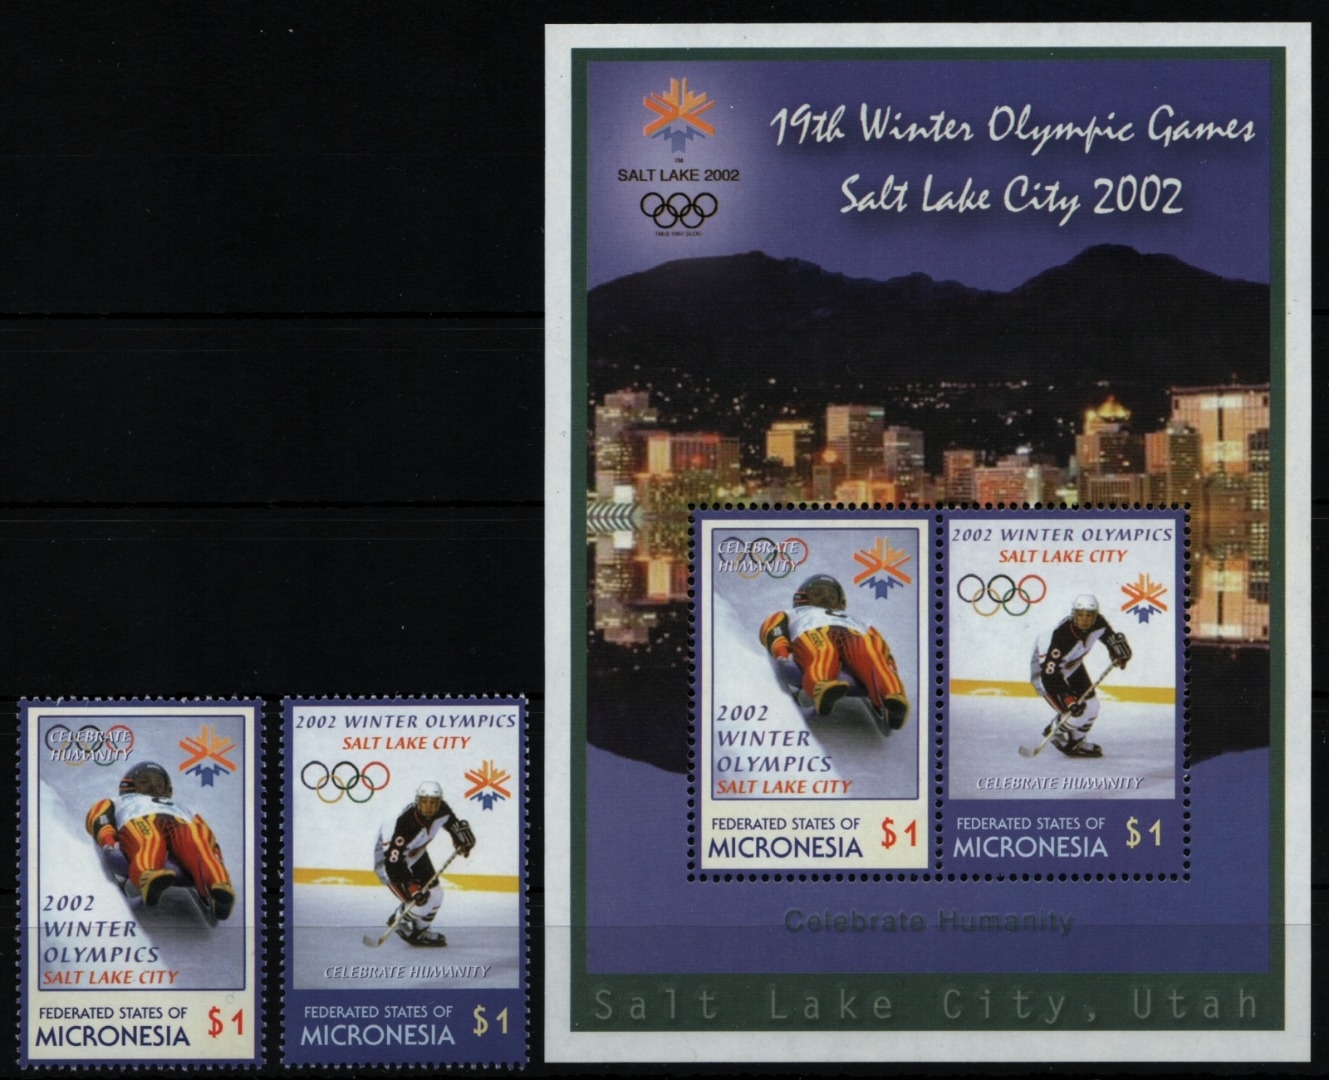 SALT LAKE 2002
19th Winter Olympic Games
Salt Lake City 2002
CELEBRATE
HUMANITY
2002
WINTER
OLYMPICS
SALT LAKE CITY
FEDERATED STATES OF
MICRONESIA $1
2002 WINTER OLYMPICS
SALT LAKE CITY
8
CELEBRATE HUMANITY
FEDERATED STATES OF
MICRONESIA $1
Celebrate Humanity
Salt Lake City, Utah
CELEBRATE
HUMANITY
2002
WINTER
OLYMPICS
SALT LAKE CITY
FEDERATED STATES OF
MICRONESIA $1
2002 WINTER OLYMPICS
SALT LAKE CITY
8
CELEBRATE HUMANITY
FEDERATED STATES OF
MICRONESIA $1